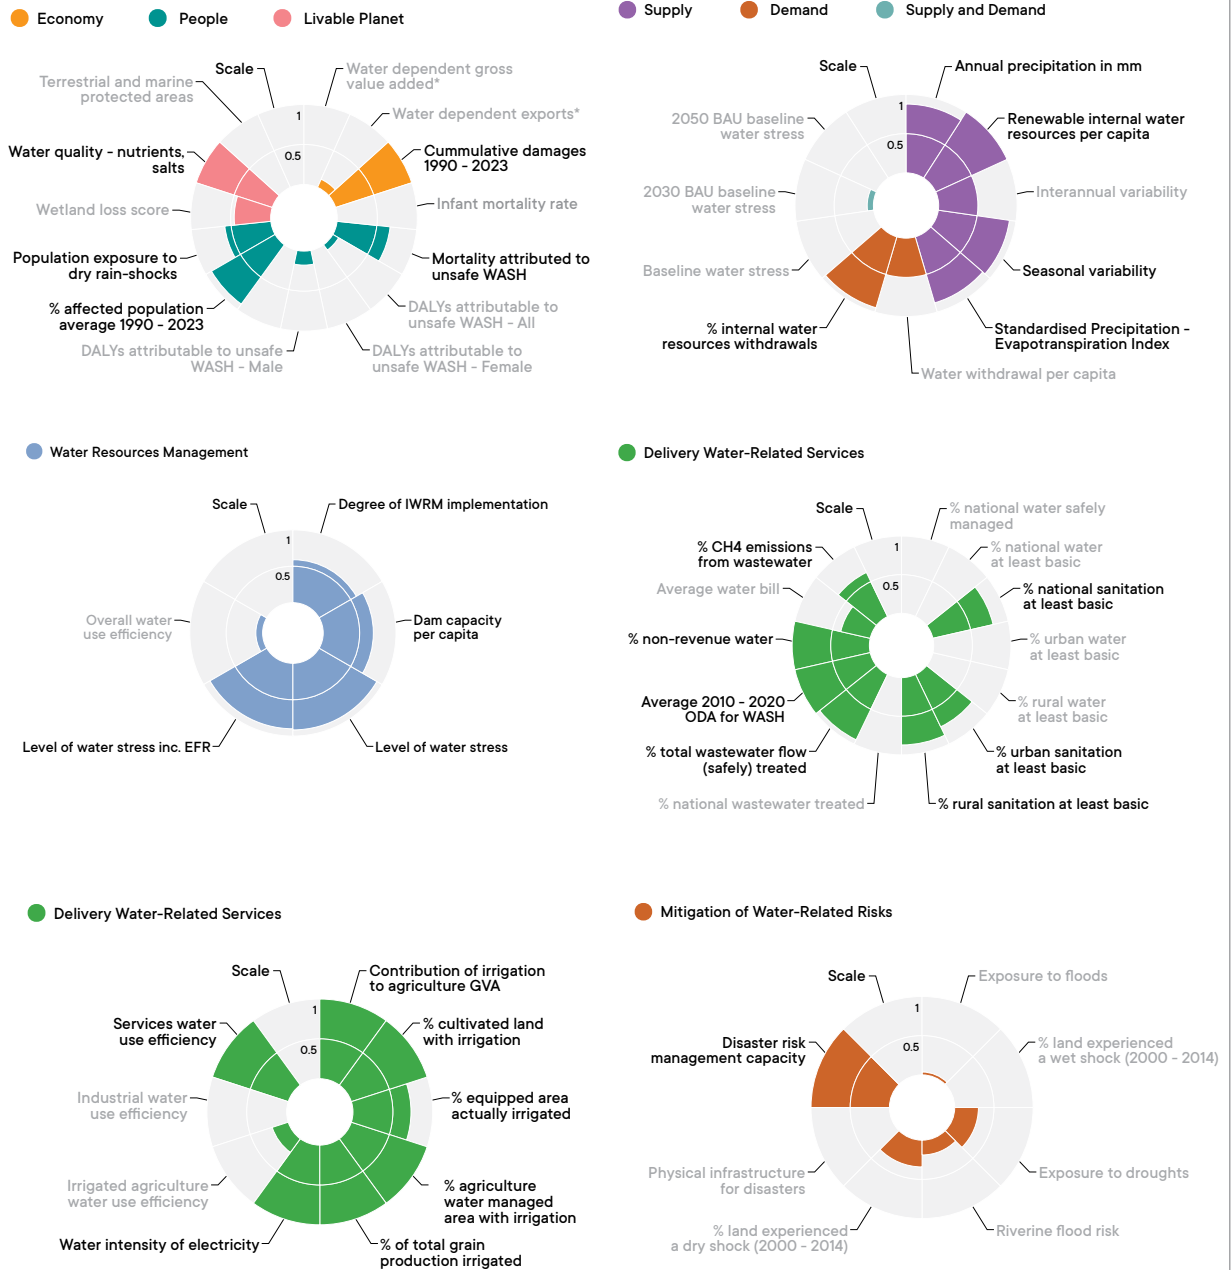 Economy
People
Livable Planet
Scale
Water dependent gross
value added*
Terrestrial and marine
protected areas
Water dependent exports*
1
Water quality - nutrients,
salts
Cummulative damages
1990 - 2023
0.5
Wetland loss score
Infant mortality rate
Population exposure to
dry rain-shocks
Mortality attributed to
unsafe WASH
% affected population
average 1990 - 2023
DALYs attributable to
unsafe WASH - All
DALYs attributable to unsafe
WASH - Male
DALYs attributable to
unsafe WASH - Female
Supply
Demand
Supply and Demand
Scale
Annual precipitation in mm
1
2050 BAU baseline
water stress
Renewable internal water
resources per capita
0.5
2030 BAU baseline
water stress
Interannual variability
Baseline water stress
Seasonal variability
% internal water
resources withdrawals
Standardised Precipitation -
Evapotranspiration Index
Water withdrawal per capita
Water Resources Management
Scale
Degree of IWRM implementation
1
0.5
Overall water
use efficiency
Dam capacity
per capita
Level of water stress inc. EFR
Level of water stress
Delivery Water-Related Services
Scale
% national water safely
managed
1
% CH4 emissions
from wastewater
% national water
at least basic
0.5
Average water bill
% national sanitation
at least basic
% non-revenue water
% urban water
at least basic
Average 2010 - 2020
ODA for WASH
% rural water
at least basic
% total wastewater flow
(safely) treated
% urban sanitation
at least basic
% national wastewater treated
% rural sanitation at least basic
Delivery Water-Related Services
Scale
Contribution of irrigation
to agriculture GVA
1
Services water
use efficiency
% cultivated land
with irrigation
0.5
Industrial water
use efficiency
% equipped area
actually irrigated
Irrigated agriculture
water use efficiency
% agriculture
water managed
area with irrigation
Water intensity of electricity
% of total grain
production irrigated
Mitigation of Water-Related Risks
Scale
Exposure to floods
1
Disaster risk
management capacity
% land experienced
a wet shock (2000 - 2014)
0.5
Physical infrastructure
for disasters
Exposure to droughts
% land experienced
a dry shock (2000 - 2014)
Riverine flood risk